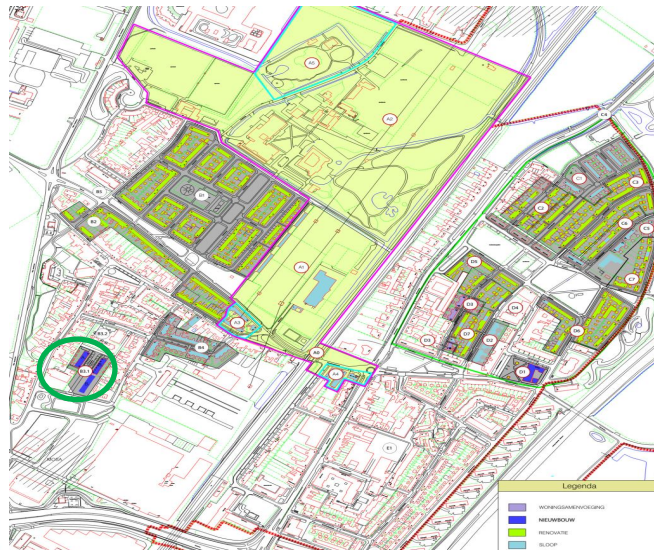 A5
A2
C4
C1
C3
C2
B1
B5
C6
C5
B2
A1
C7
D5
D3
D4
A3
D6
B3.2
D3
D7
D2
B4
A0
A4
D1
B3.1
E1
Legenda
WONINGSAMENVOEGING
NIEUWBOUW
RENOVATIE
SLOOP